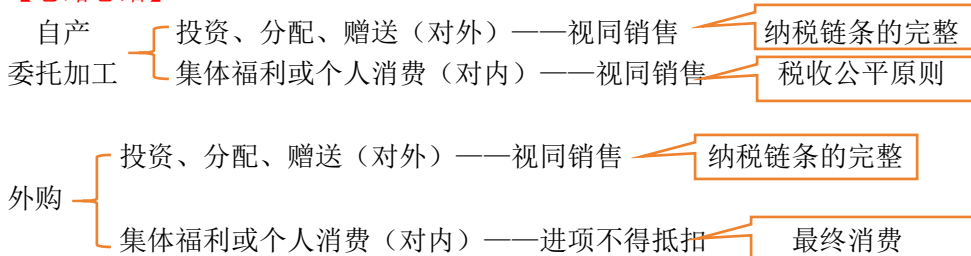 自产 投资、分配、赠送（对外）——视同销售 纳税链条的完整
委托加工 集体福利或个人消费（对内）——视同销售 税收公平原则
投资、分配、赠送（对外）——视同销售 纳税链条的完整
外购
集体福利或个人消费（对内）——进项不得抵扣 最终消费